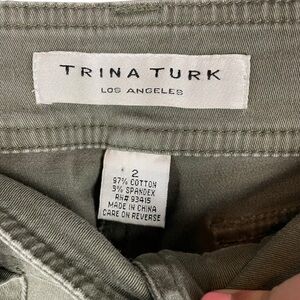 TRINA TURK
LOS ANGELES
2
97% COTTON
3% SPANDEX
RN# 93415
MADE IN CHINA
CARE ON REVERSE